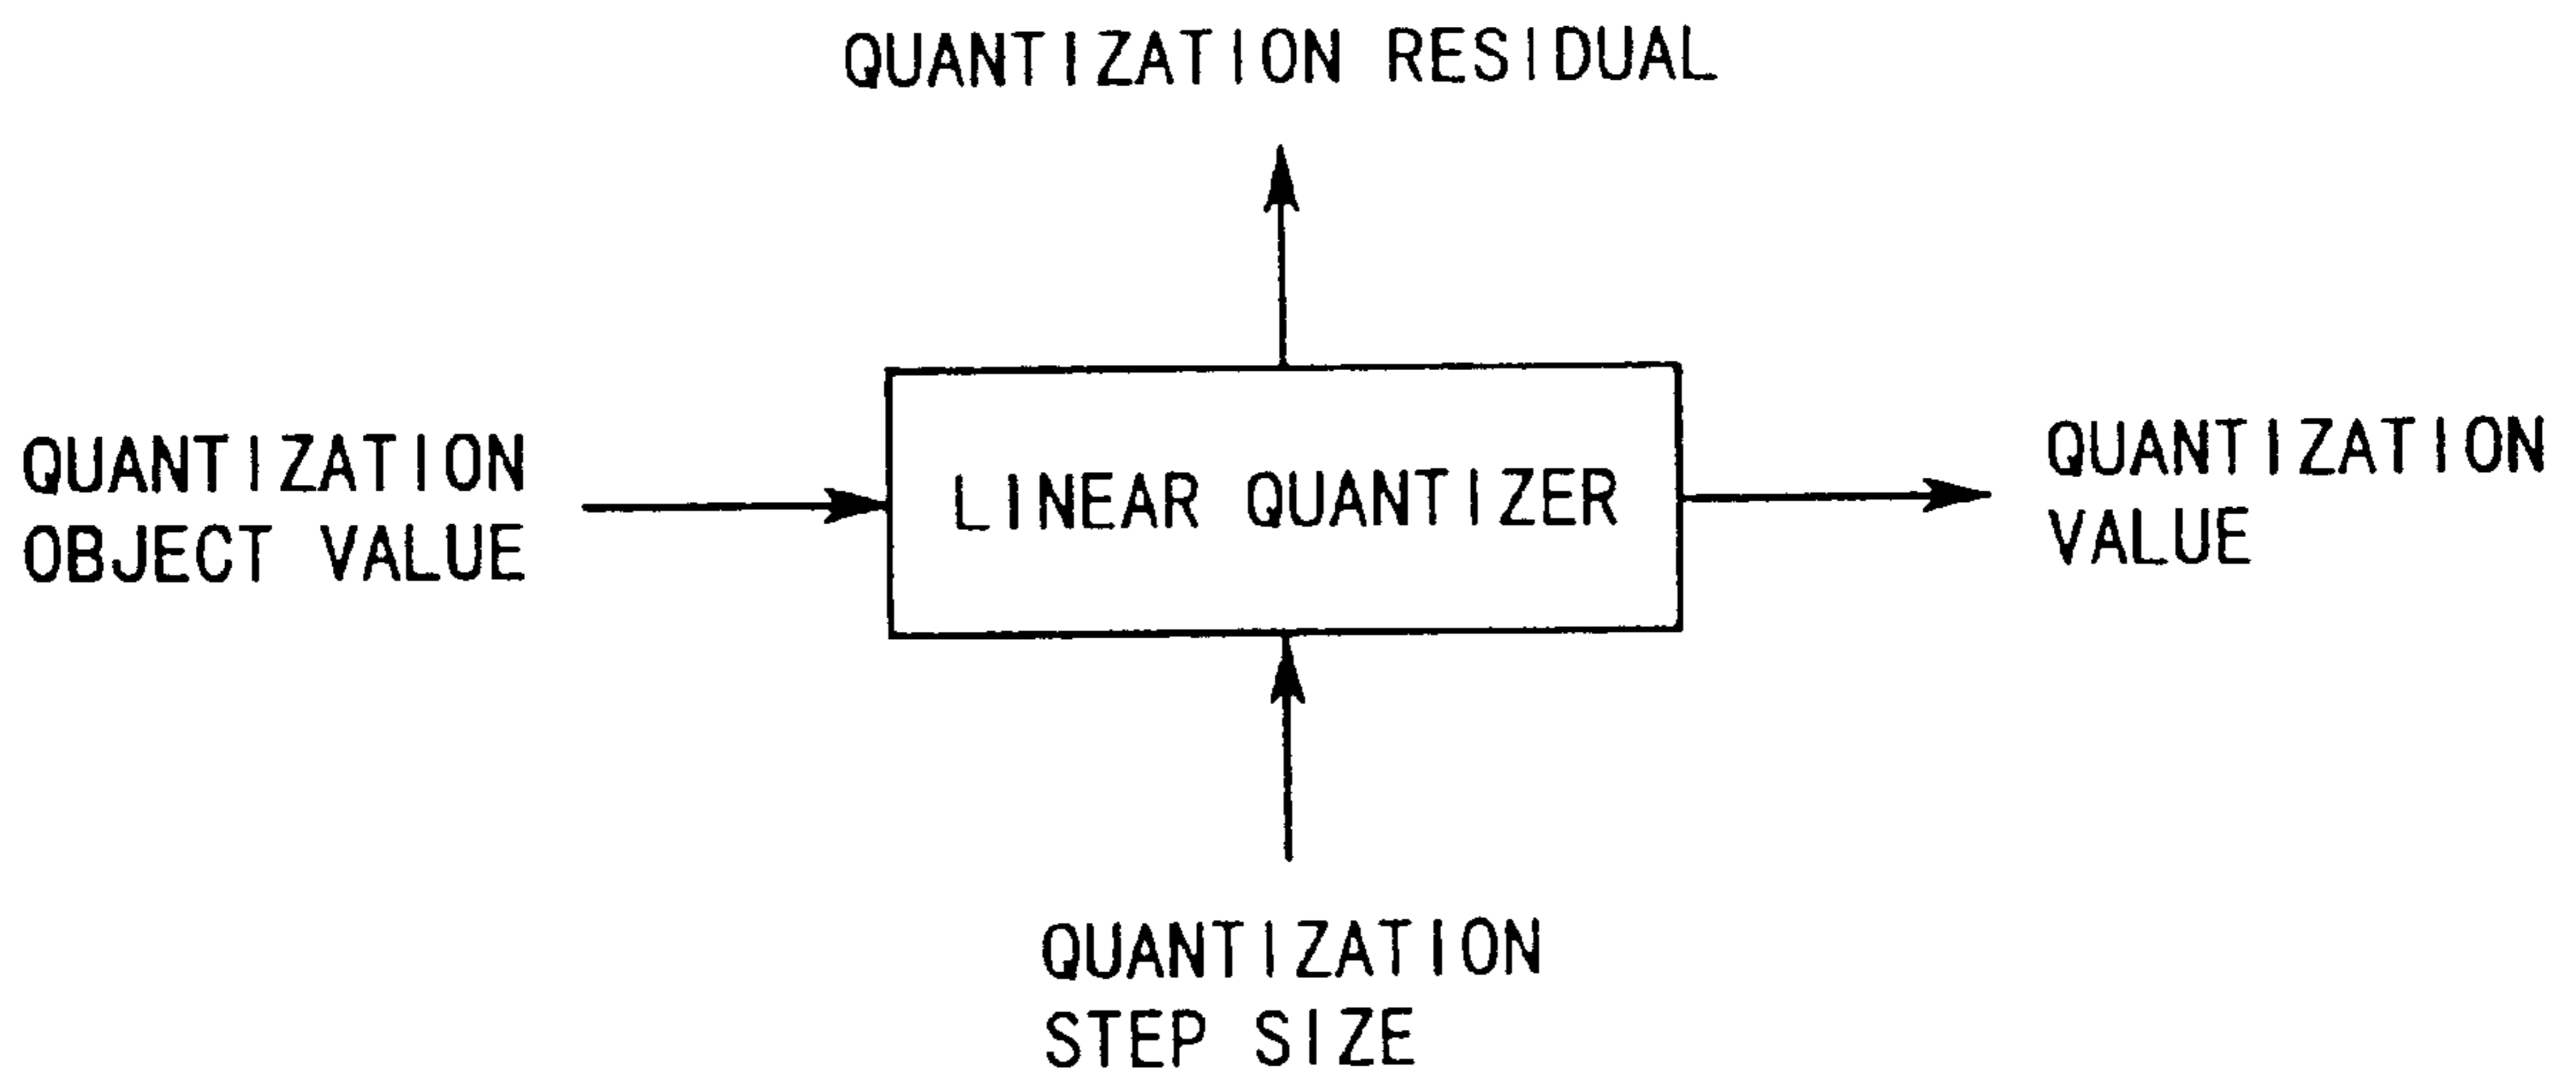 QUANTIZATION RESIDUAL
QUANTIZATION
OBJECT VALUE
LINEAR QUANTIZER
QUANTIZATION
VALUE
QUANTIZATION
STEP SIZE